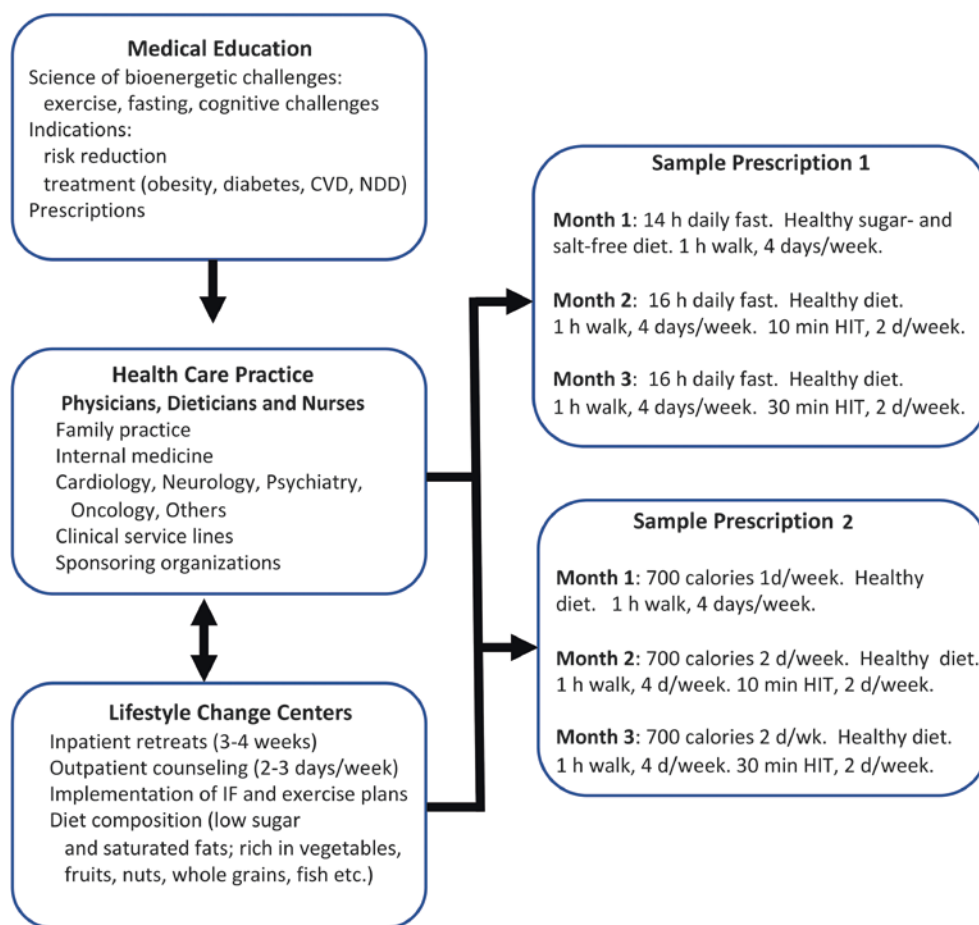 Medical Education
Science of bioenergetic challenges:
exercise, fasting, cognitive challenges
Indications:
risk reduction
treatment (obesity, diabetes, CVD, NDD)
Prescriptions
Health Care Practice
Physicians, Dieticians and Nurses
Family practice
Internal medicine
Cardiology, Neurology, Psychiatry,
Oncology, Others
Clinical service lines
Sponsoring organizations
Lifestyle Change Centers
Inpatient retreats (3-4 weeks)
Outpatient counseling (2-3 days/week)
Implementation of IF and exercise plans
Diet composition (low sugar
and saturated fats; rich in vegetables,
fruits, nuts, whole grains, fish etc.)
Sample Prescription 1
Month 1: 14 h daily fast. Healthy sugar- and
salt-free diet. 1 h walk, 4 days/week.
Month 2: 16 h daily fast. Healthy diet.
1 h walk, 4 days/week. 10 min HIT, 2 d/week.
Month 3: 16 h daily fast. Healthy diet.
1 h walk, 4 days/week. 30 min HIT, 2 d/week.
Sample Prescription 2
Month 1: 700 calories 1d/week. Healthy
diet. 1 h walk, 4 days/week.
Month 2: 700 calories 2 d/week. Healthy diet.
1 h walk, 4 d/week. 10 min HIT, 2 d/week.
Month 3: 700 calories 2 d/wk. Healthy diet.
1 h walk, 4 d/week. 30 min HIT, 2 d/week.